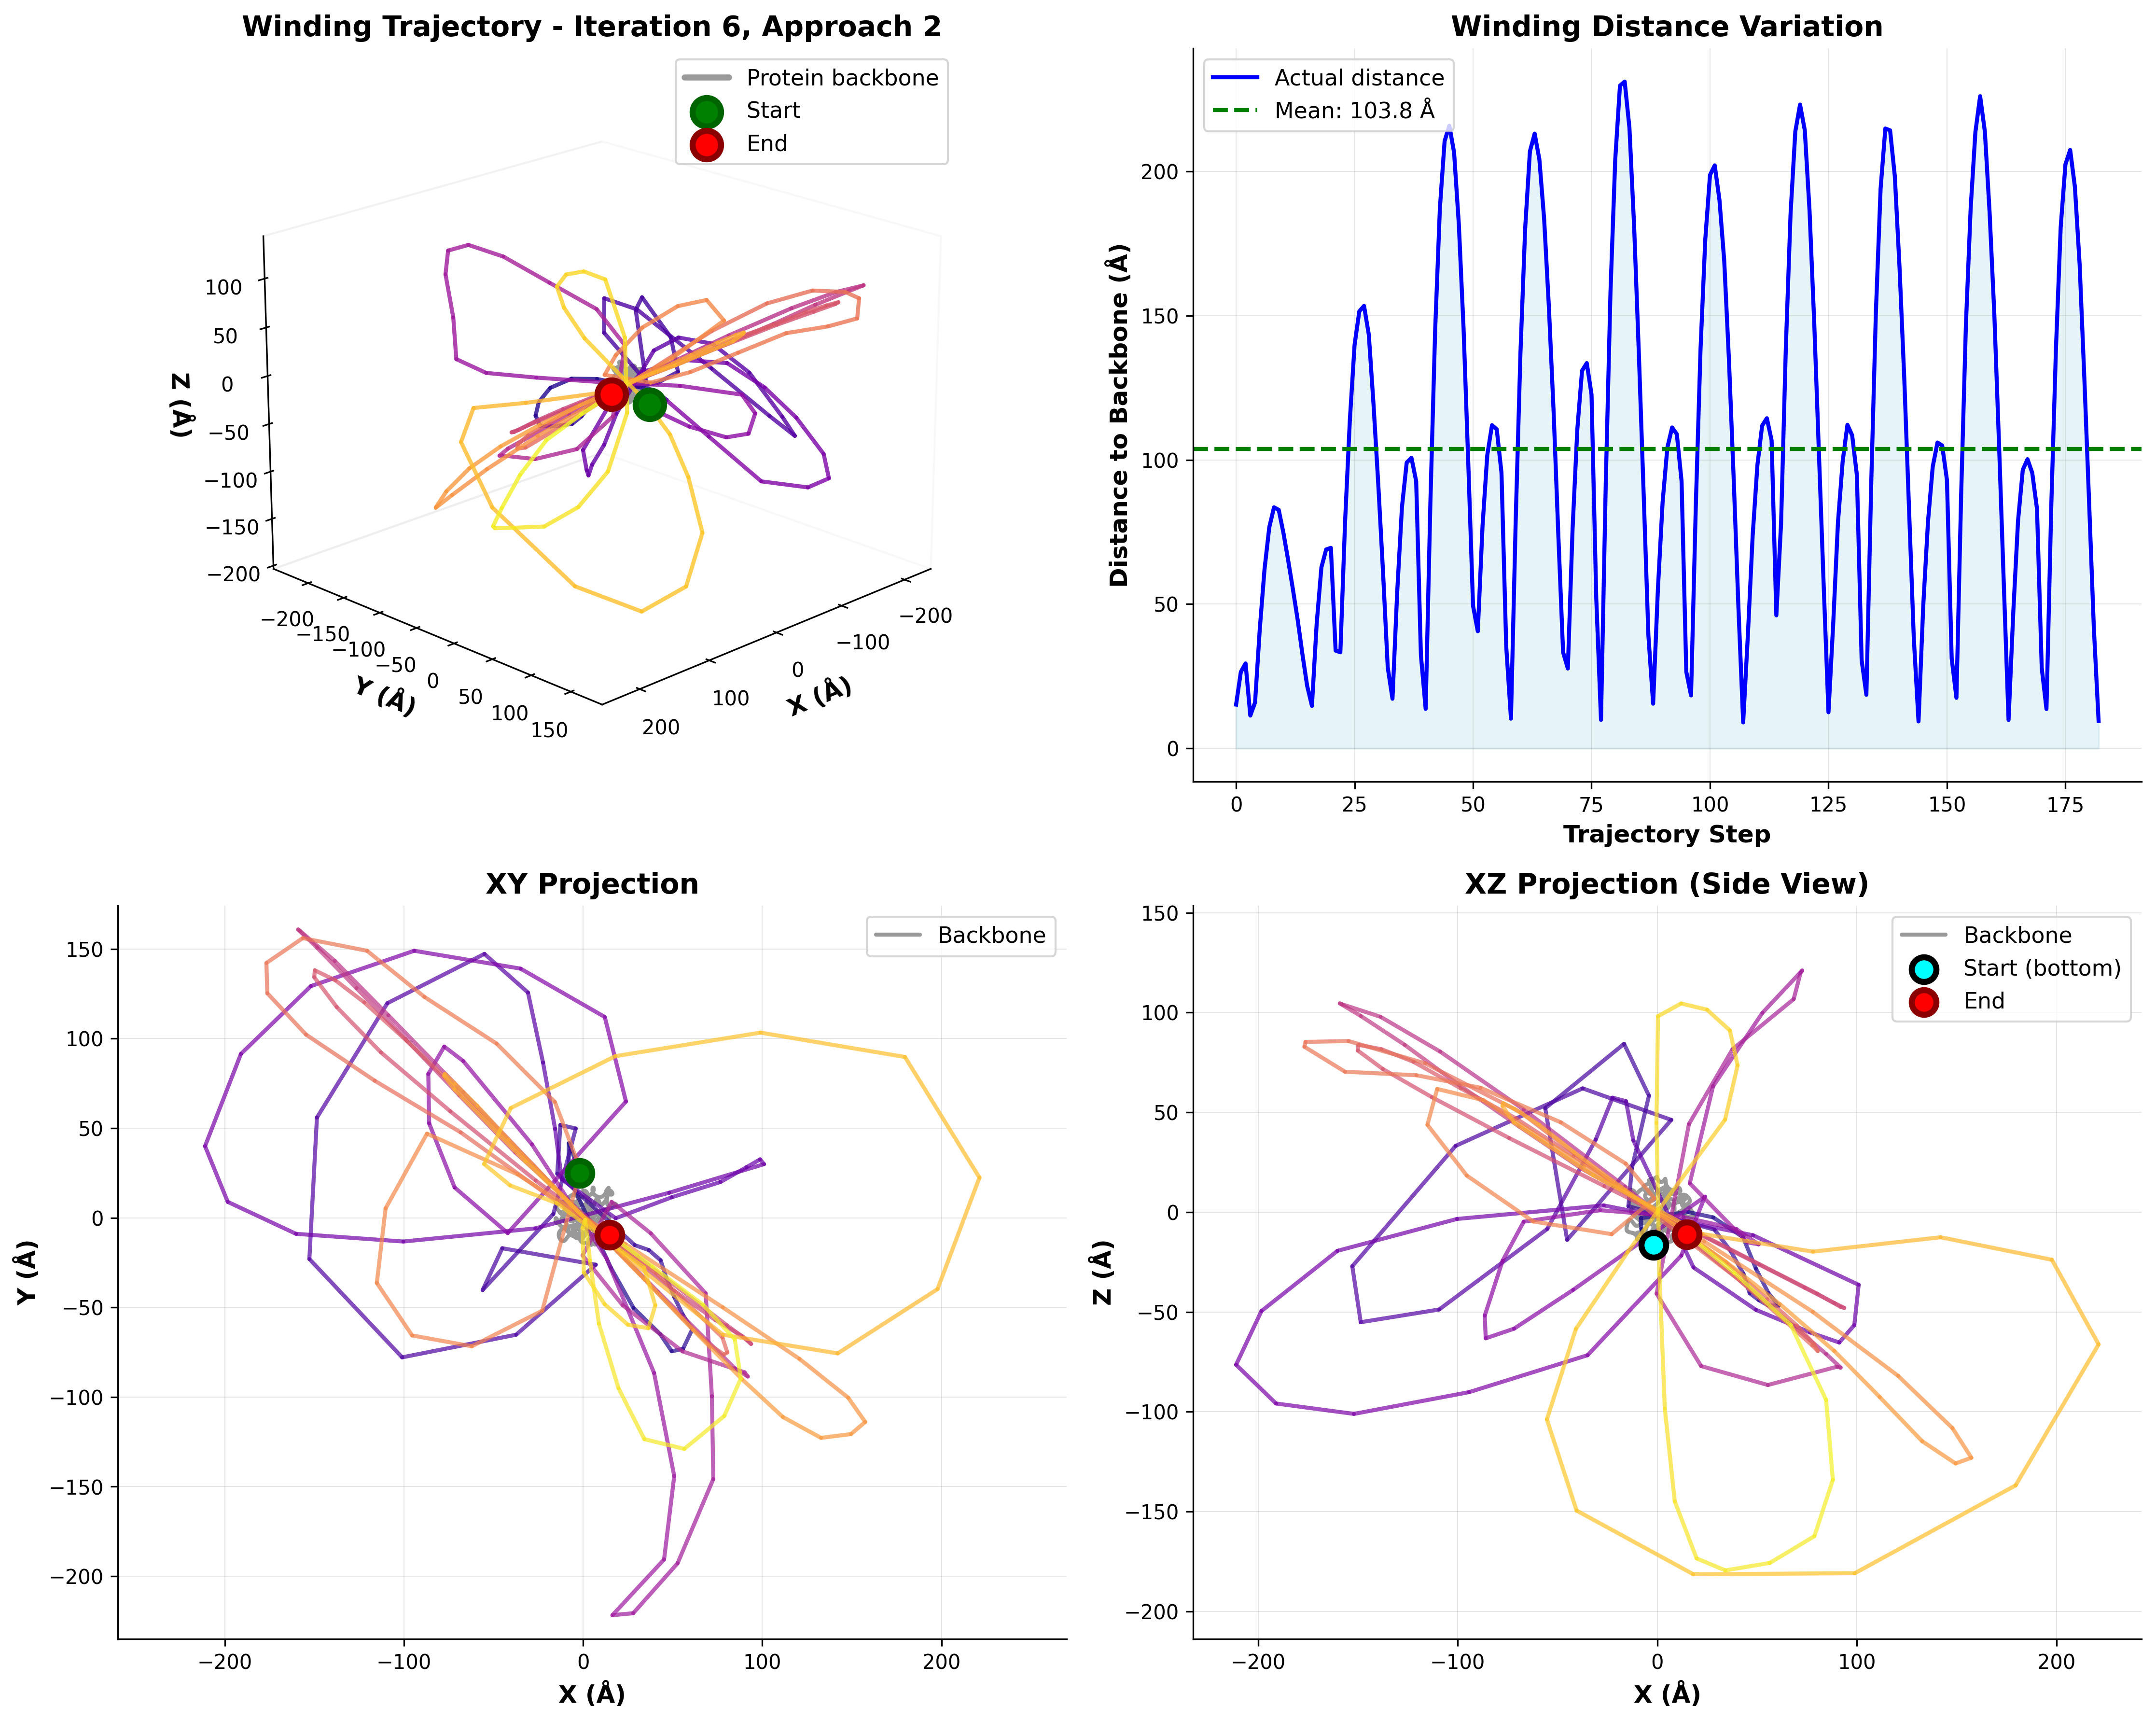 Winding Trajectory - Iteration 6, Approach 2
Protein backbone
Start
End
Z (Å)
100
50
0
−50
−100
−150
−200
−200
−150
−100
−50
0
50
100
150
Y (Å)
200
100
0
−100
−200
X (Å)
Winding Distance Variation
Actual distance
Mean: 103.8 Å
Distance to Backbone (Å)
200
150
100
50
0
0 25 50 75 100 125 150 175
Trajectory Step
XY Projection
Backbone
Y (Å)
150
100
50
0
−50
−100
−150
−200
−200 −100 0 100 200
X (Å)
XZ Projection (Side View)
Backbone
Start (bottom)
End
Z (Å)
150
100
50
0
−50
−100
−150
−200
−200 −100 0 100 200
X (Å)